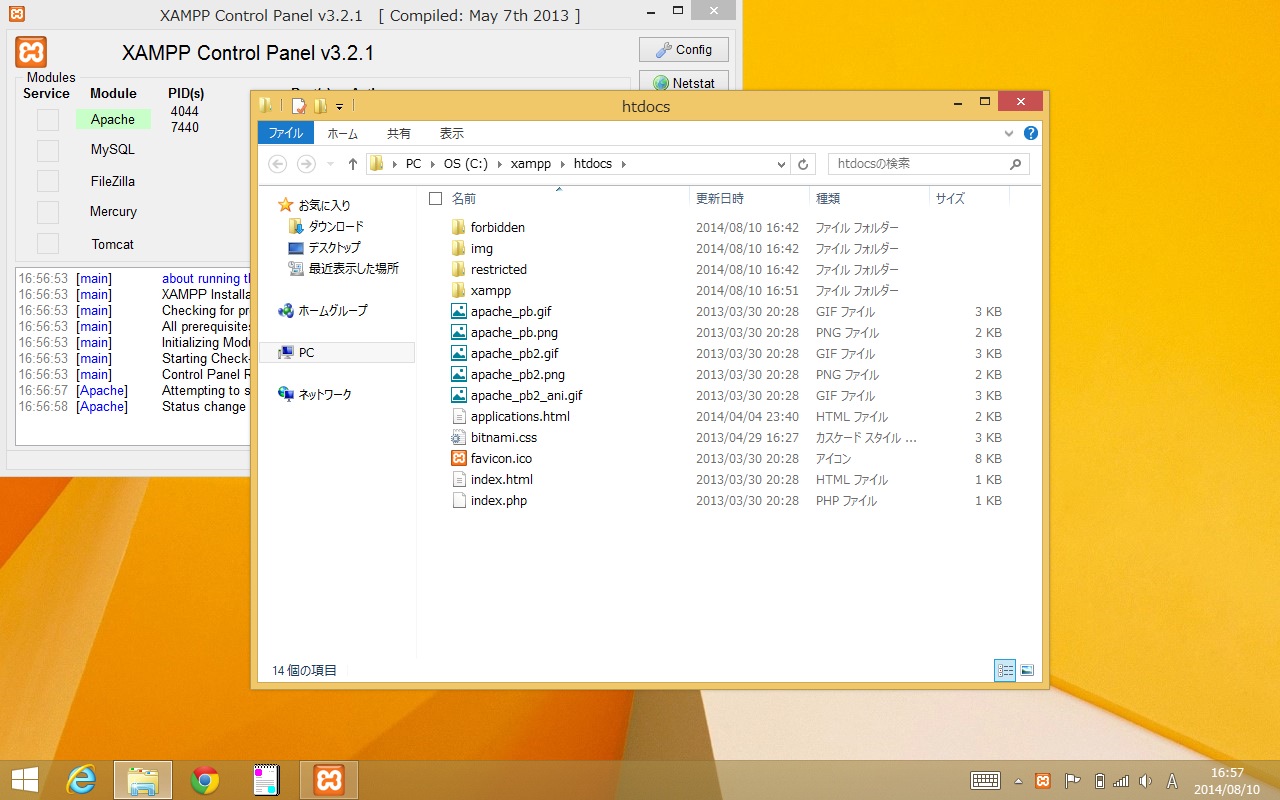 XAMPP Control Panel v3.2.1 [ Compiled: May 7th 2013 ]
XAMPP Control Panel v3.2.1
Config
Netstat
Modules
Service Module PID(s)
Apache 4044
7440
MySQL
FileZilla
Mercury
Tomcat
16:56:53 [main] about running
16:56:53 [main] XAMPP
16:56:53 [main] Checking for
16:56:53 [main] All
16:56:53 [main] Initializing
16:56:53 [main] Starting
16:56:53 [main] Control Panel
16:56:57 [Apache] Attempting to
16:56:58 [Apache] Status change
htdocs
ファイル ホーム 共有 表示
PC OS (C:) xampp htdocs
htdocsの検索
お気に入り
ダウンロード
デスクトップ
最近表示した場所
ホームグループ
PC
ネットワーク
名前 更新日時 種類 サイズ
forbidden 2014/08/10 16:42 ファイル フォルダー
img 2014/08/10 16:42 ファイル フォルダー
restricted 2014/08/10 16:42 ファイル フォルダー
xampp 2014/08/10 16:51 ファイル フォルダー
apache_pb.gif 2013/03/30 20:28 GIF ファイル 3 KB
apache_pb.png 2013/03/30 20:28 PNG ファイル 2 KB
apache_pb2.gif 2013/03/30 20:28 GIF ファイル 3 KB
apache_pb2.png 2013/03/30 20:28 PNG ファイル 2 KB
apache_pb2_ani.gif 2013/03/30 20:28 GIF ファイル 3 KB
applications.html 2014/04/04 23:40 HTML ファイル 2 KB
bitnami.css 2013/04/29 16:27 カスケード スタイル ... 3 KB
favicon.ico 2013/03/30 20:28 アイコン 8 KB
index.html 2013/03/30 20:28 HTML ファイル 1 KB
index.php 2013/03/30 20:28 PHP ファイル 1 KB
14 個の項目
A
16:57
2014/08/10